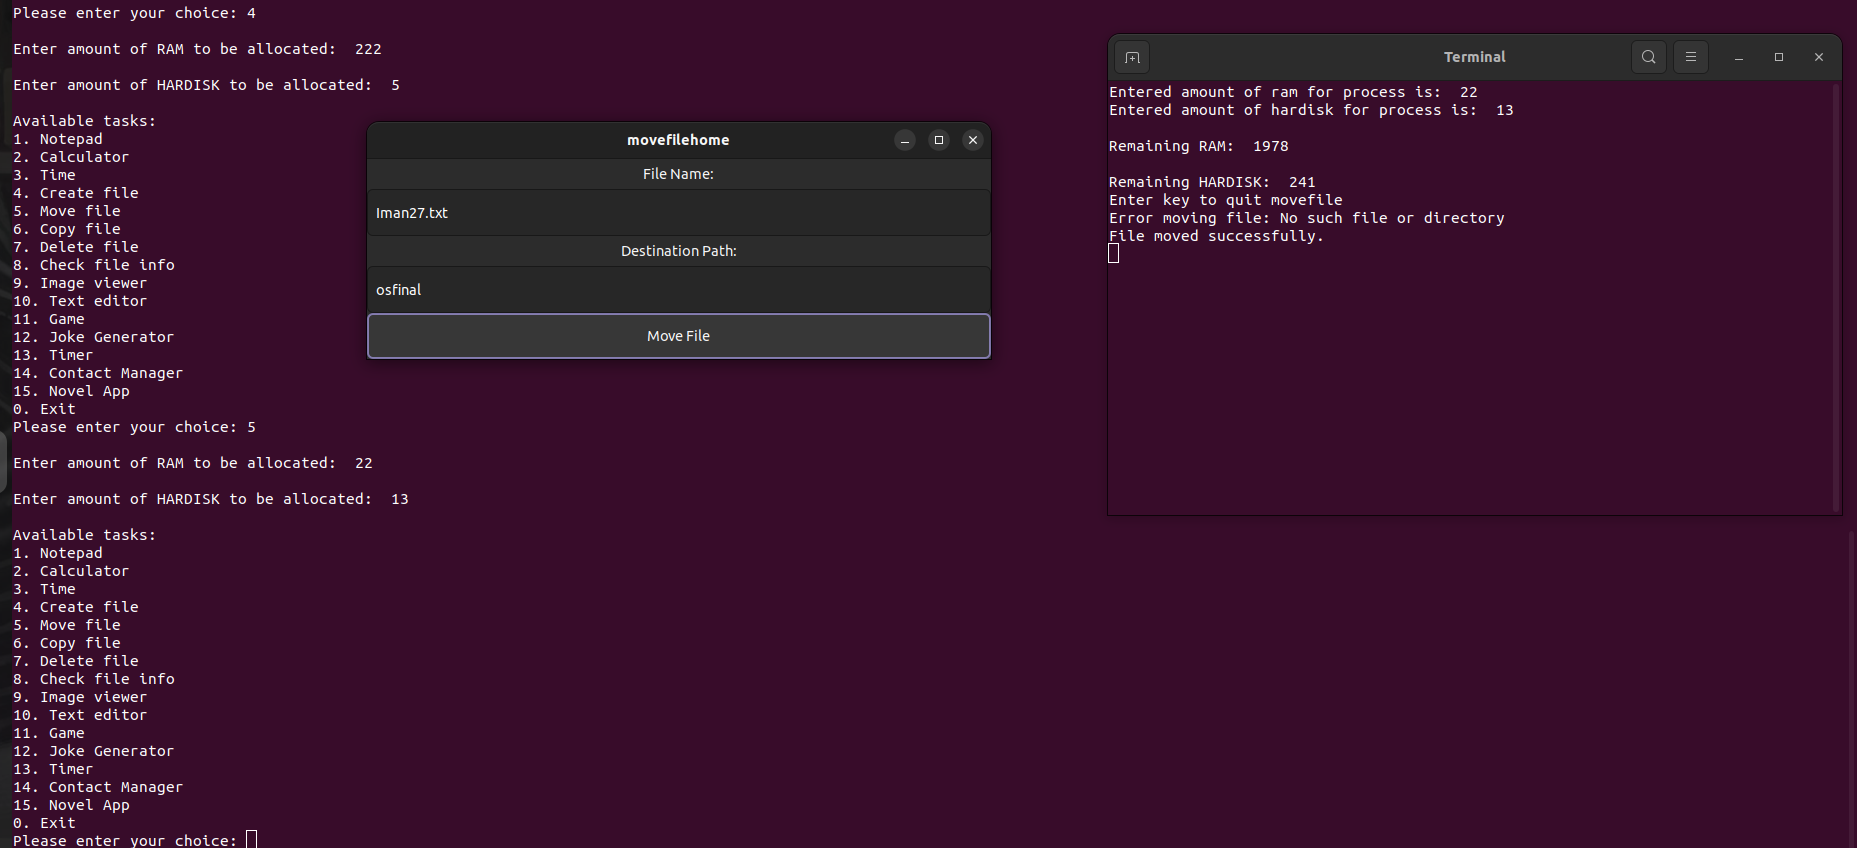 Please enter your choice: 4
Enter amount of RAM to be allocated:  222
Enter amount of HARDISK to be allocated:  5
Available tasks:
1. Notepad
2. Calculator
3. Time
4. Create file
5. Move file
6. Copy file
7. Delete file
8. Check file info
9. Image viewer
10. Text editor
11. Game
12. Joke Generator
13. Timer
14. Contact Manager
15. Novel App
0. Exit
Please enter your choice: 5
Enter amount of RAM to be allocated:  22
Enter amount of HARDISK to be allocated:  13
Available tasks:
1. Notepad
2. Calculator
3. Time
4. Create file
5. Move file
6. Copy file
7. Delete file
8. Check file info
9. Image viewer
10. Text editor
11. Game
12. Joke Generator
13. Timer
14. Contact Manager
15. Novel App
0. Exit
Please enter your choice:
movefilehome
File Name:
Iman27.txt
Destination Path:
osfinal
Move File
Terminal
Entered amount of ram for process is:  22
Entered amount of hardisk for process is:  13
Remaining RAM:  1978
Remaining HARDISK:  241
Enter key to quit movefile
Error moving file: No such file or directory
File moved successfully.